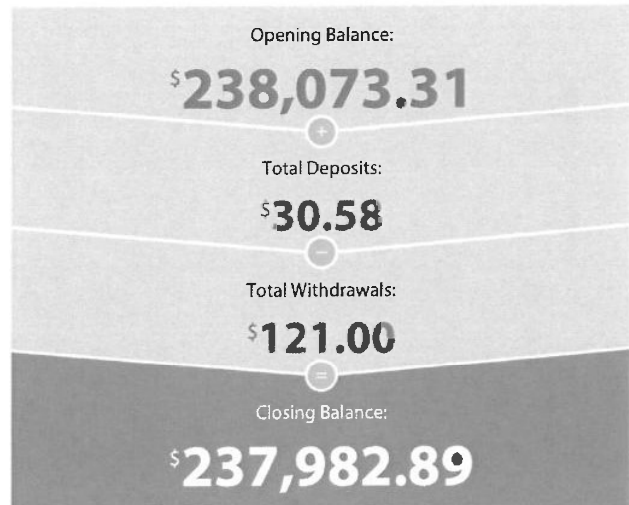 Opening Balance:
$238,073.31
+
Total Deposits:
$30.58
−
Total Withdrawals:
$121.00
=
Closing Balance:
$237,982.89